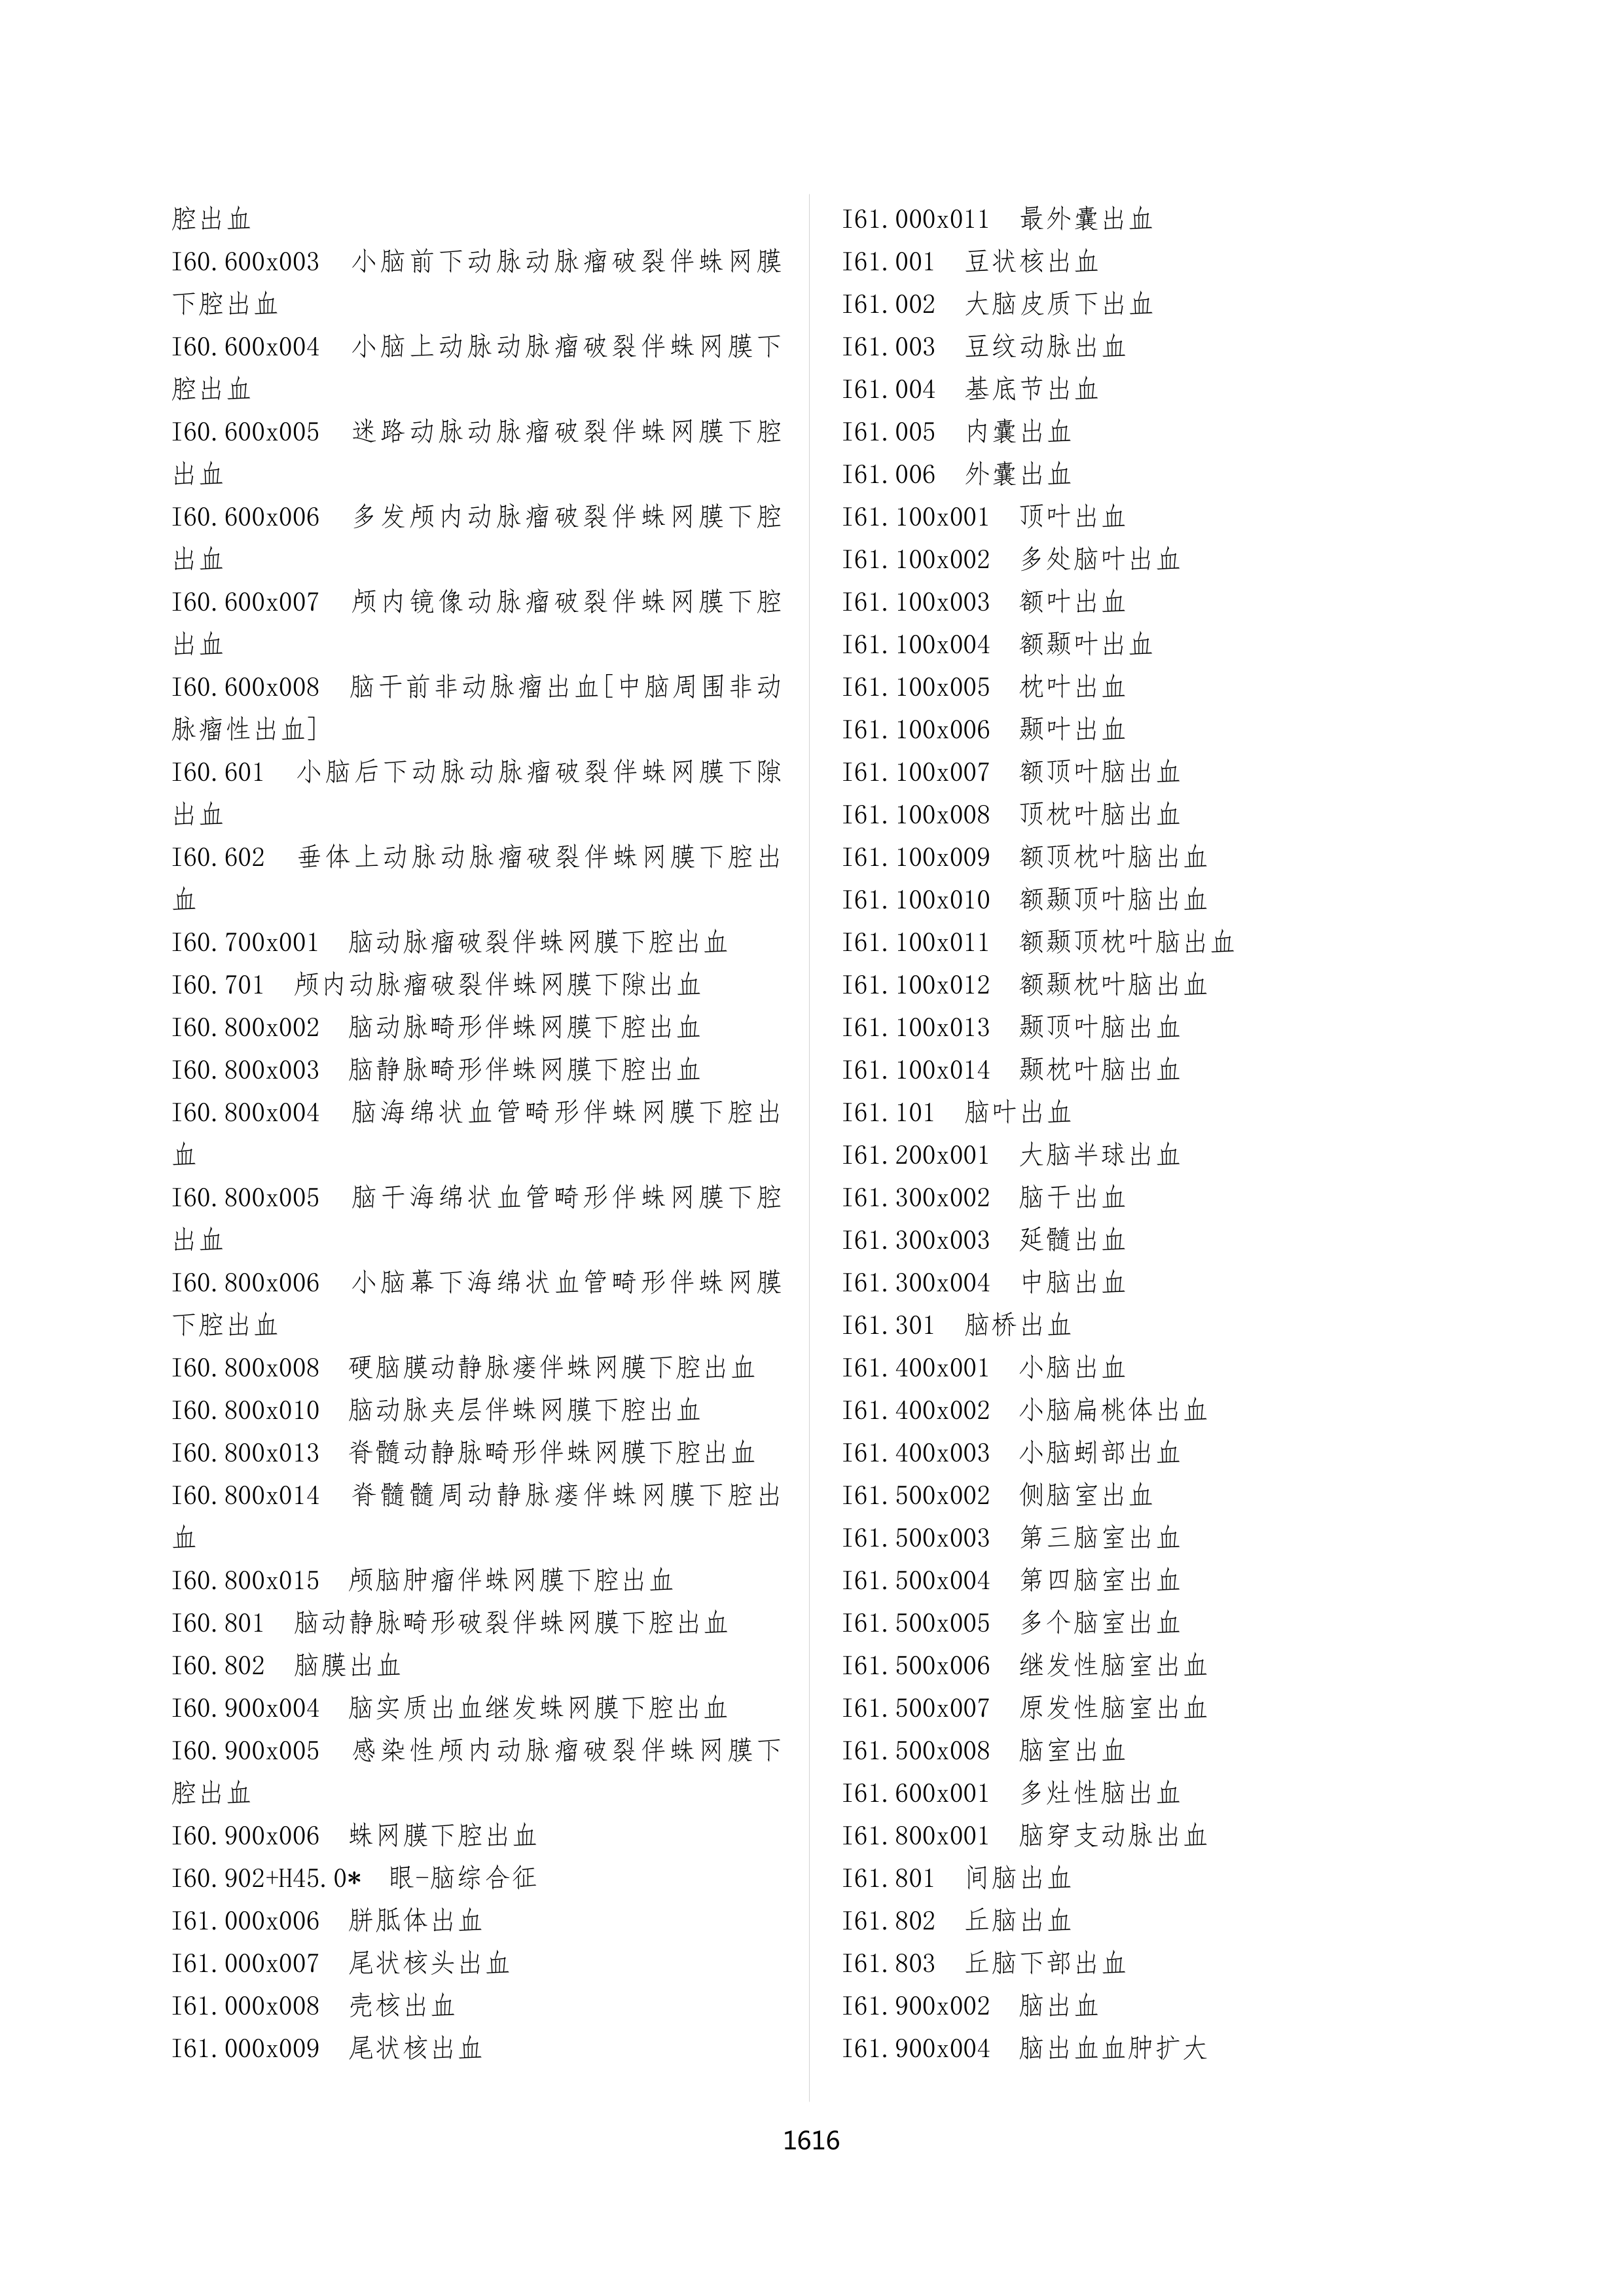 腔出血
I60.600x003 小脑前下动脉动脉瘤破裂伴蛛网膜
下腔出血
I60.600x004 小脑上动脉动脉瘤破裂伴蛛网膜下
腔出血
I60.600x005 迷路动脉动脉瘤破裂伴蛛网膜下腔
出血
I60.600x006 多发颅内动脉瘤破裂伴蛛网膜下腔
出血
I60.600x007 颅内镜像动脉瘤破裂伴蛛网膜下腔
出血
I60.600x008 脑干前非动脉瘤出血[中脑周围非动
脉瘤性出血]
I60.601 小脑后下动脉动脉瘤破裂伴蛛网膜下隙
出血
I60.602 垂体上动脉动脉瘤破裂伴蛛网膜下腔出
血
I60.700x001 脑动脉瘤破裂伴蛛网膜下腔出血
I60.701 颅内动脉瘤破裂伴蛛网膜下隙出血
I60.800x002 脑动脉畸形伴蛛网膜下腔出血
I60.800x003 脑静脉畸形伴蛛网膜下腔出血
I60.800x004 脑海绵状血管畸形伴蛛网膜下腔出
血
I60.800x005 脑干海绵状血管畸形伴蛛网膜下腔
出血
I60.800x006 小脑幕下海绵状血管畸形伴蛛网膜
下腔出血
I60.800x008 硬脑膜动静脉瘘伴蛛网膜下腔出血
I60.800x010 脑动脉夹层伴蛛网膜下腔出血
I60.800x013 脊髓动静脉畸形伴蛛网膜下腔出血
I60.800x014 脊髓髓周动静脉瘘伴蛛网膜下腔出
血
I60.800x015 颅脑肿瘤伴蛛网膜下腔出血
I60.801 脑动静脉畸形破裂伴蛛网膜下腔出血
I60.802 脑膜出血
I60.900x004 脑实质出血继发蛛网膜下腔出血
I60.900x005 感染性颅内动脉瘤破裂伴蛛网膜下
腔出血
I60.900x006 蛛网膜下腔出血
I60.902+H45.0* 眼-脑综合征
I61.000x006 胼胝体出血
I61.000x007 尾状核头出血
I61.000x008 壳核出血
I61.000x009 尾状核出血
I61.000x011 最外囊出血
I61.001 豆状核出血
I61.002 大脑皮质下出血
I61.003 豆纹动脉出血
I61.004 基底节出血
I61.005 内囊出血
I61.006 外囊出血
I61.100x001 顶叶出血
I61.100x002 多处脑叶出血
I61.100x003 额叶出血
I61.100x004 额颞叶出血
I61.100x005 枕叶出血
I61.100x006 颞叶出血
I61.100x007 额顶叶脑出血
I61.100x008 顶枕叶脑出血
I61.100x009 额顶枕叶脑出血
I61.100x010 额颞顶叶脑出血
I61.100x011 额颞顶枕叶脑出血
I61.100x012 额颞枕叶脑出血
I61.100x013 颞顶叶脑出血
I61.100x014 颞枕叶脑出血
I61.101 脑叶出血
I61.200x001 大脑半球出血
I61.300x002 脑干出血
I61.300x003 延髓出血
I61.300x004 中脑出血
I61.301 脑桥出血
I61.400x001 小脑出血
I61.400x002 小脑扁桃体出血
I61.400x003 小脑蚓部出血
I61.500x002 侧脑室出血
I61.500x003 第三脑室出血
I61.500x004 第四脑室出血
I61.500x005 多个脑室出血
I61.500x006 继发性脑室出血
I61.500x007 原发性脑室出血
I61.500x008 脑室出血
I61.600x001 多灶性脑出血
I61.800x001 脑穿支动脉出血
I61.801 间脑出血
I61.802 丘脑出血
I61.803 丘脑下部出血
I61.900x002 脑出血
I61.900x004 脑出血血肿扩大
1616